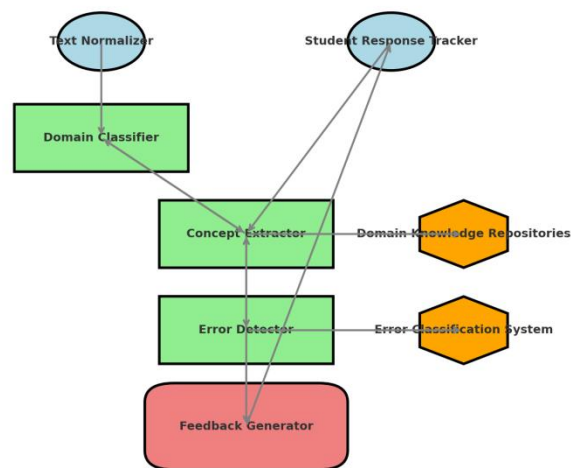 Text Normalizer
Student Response Tracker
Domain Classifier
Concept Extractor
Domain Knowledge Repositories
Error Detector
Error Classification System
Feedback Generator